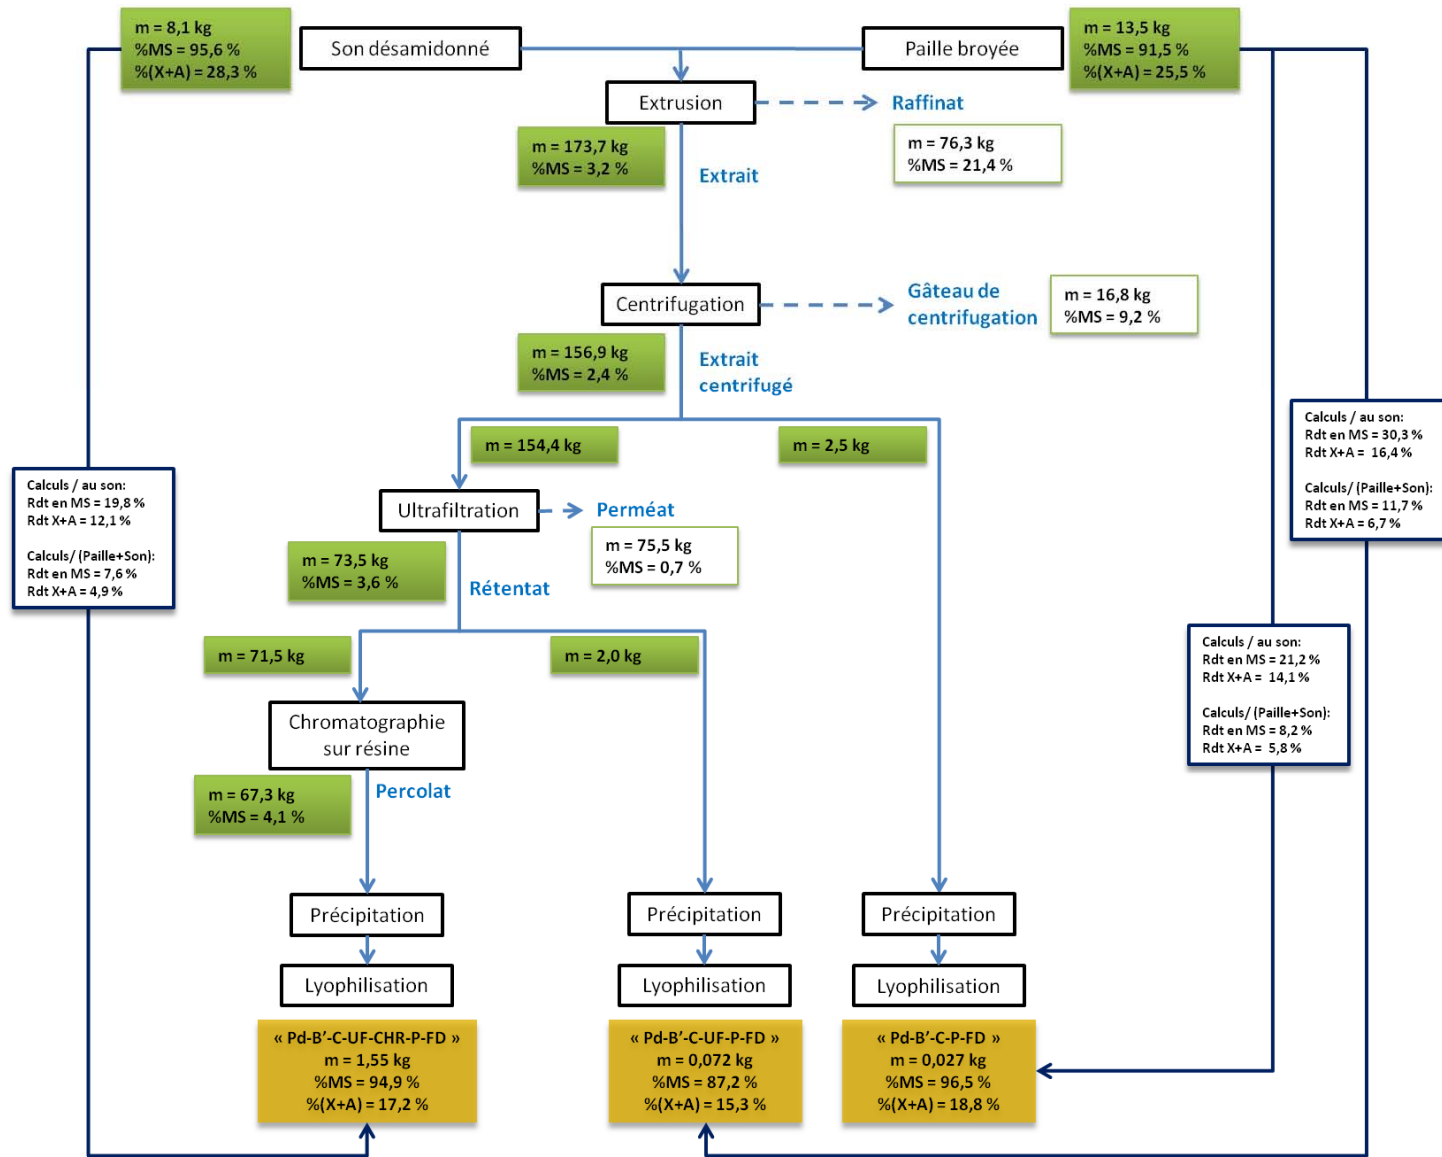 m = 8,1 kg
%MS = 95,6 %
%(X+A) = 28,3 %
Son désamidonné
Paille broyée
m = 13,5 kg
%MS = 91,5 %
%(X+A) = 25,5 %
Extrusion
Raffinat
m = 76,3 kg
%MS = 21,4 %
m = 173,7 kg
%MS = 3,2 %
Extrait
Centrifugation
Gâteau de
centrifugation
m = 16,8 kg
%MS = 9,2 %
m = 156,9 kg
%MS = 2,4 %
Extrait
centrifugé
m = 154,4 kg
m = 2,5 kg
Calculs / au son:
Rdt en MS = 30,3 %
Rdt X+A = 16,4 %
Calculs/ (Paille+Son):
Rdt en MS = 11,7 %
Rdt X+A = 6,7 %
Calculs / au son:
Rdt en MS = 19,8 %
Rdt X+A = 12,1 %
Calculs/ (Paille+Son):
Rdt en MS = 7,6 %
Rdt X+A = 4,9 %
Ultrafiltration
Perméat
m = 75,5 kg
%MS = 0,7 %
m = 73,5 kg
%MS = 3,6 %
Rétentat
m = 71,5 kg
m = 2,0 kg
Calculs / au son:
Rdt en MS = 21,2 %
Rdt X+A = 14,1 %
Calculs/ (Paille+Son):
Rdt en MS = 8,2 %
Rdt X+A = 5,8 %
Chromatographie
sur résine
m = 67,3 kg
%MS = 4,1 %
Percolat
Précipitation
Précipitation
Précipitation
Lyophilisation
Lyophilisation
Lyophilisation
« Pd-B’-C-UF-CHR-P-FD »
m = 1,55 kg
%MS = 94,9 %
%(X+A) = 17,2 %
« Pd-B’-C-UF-P-FD »
m = 0,072 kg
%MS = 87,2 %
%(X+A) = 15,3 %
« Pd-B’-C-P-FD »
m = 0,027 kg
%MS = 96,5 %
%(X+A) = 18,8 %